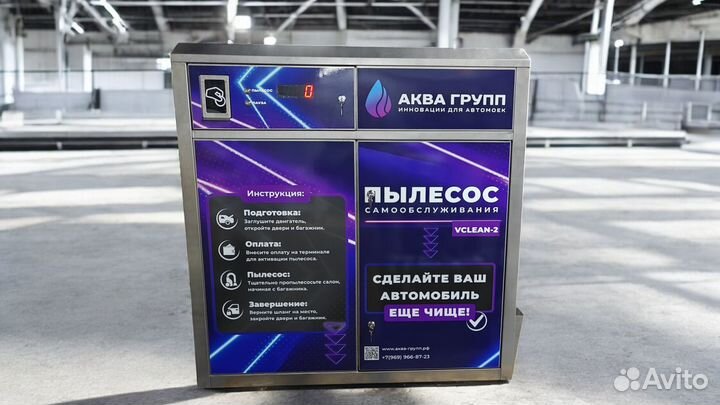 ПЫЛЕСОС
ПАУЗА
0
АКВА ГРУПП
ИННОВАЦИИ ДЛЯ АВТОМОЕК
Инструкция:
Подготовка:
Заглушите двигатель,
откройте двери и багажник.
Оплата:
Внесите оплату на терминале
для активации пылесоса.
Пылесос:
Тщательно пропылесосьте салон,
начиная с багажника.
Завершение:
Верните шланг на место,
закройте двери и багажник.
ПЫЛЕСОС
САМООБСЛУЖИВАНИЯ
VCLEAN-2
СДЕЛАЙТЕ ВАШ
АВТОМОБИЛЬ
ЕЩЕ ЧИЩЕ!
www.аква-групп.рф
+7(969) 966-87-23
Avito